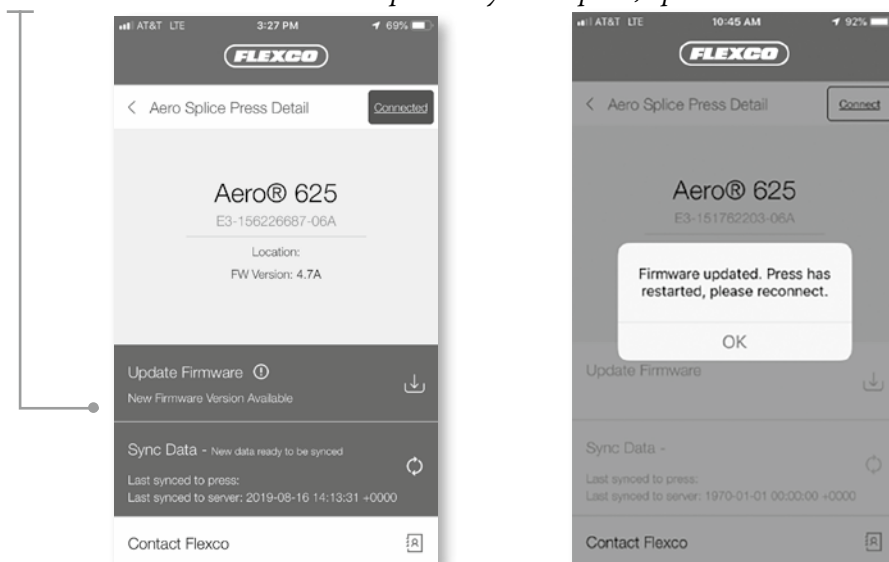 AT&T LTE 3:27 PM 69%
FLEXCO
Aero Splice Press Detail Connected
Aero® 625
E3-156226687-06A
Location:
FW Version: 4.7A
Update Firmware
New Firmware Version Available
Sync Data - New data ready to be synced
Last synced to press:
Last synced to server: 2019-08-16 14:13:31 +0000
Contact Flexco
AT&T LTE 10:45 AM 92%
FLEXCO
Aero Splice Press Detail Connect
Aero® 625
E3-151762203-06A
Firmware updated. Press has
restarted, please reconnect.
OK
Update Firmware
Sync Data -
Last synced to press:
Last synced to server: 1970-01-01 00:00:00 +0000
Contact Flexco